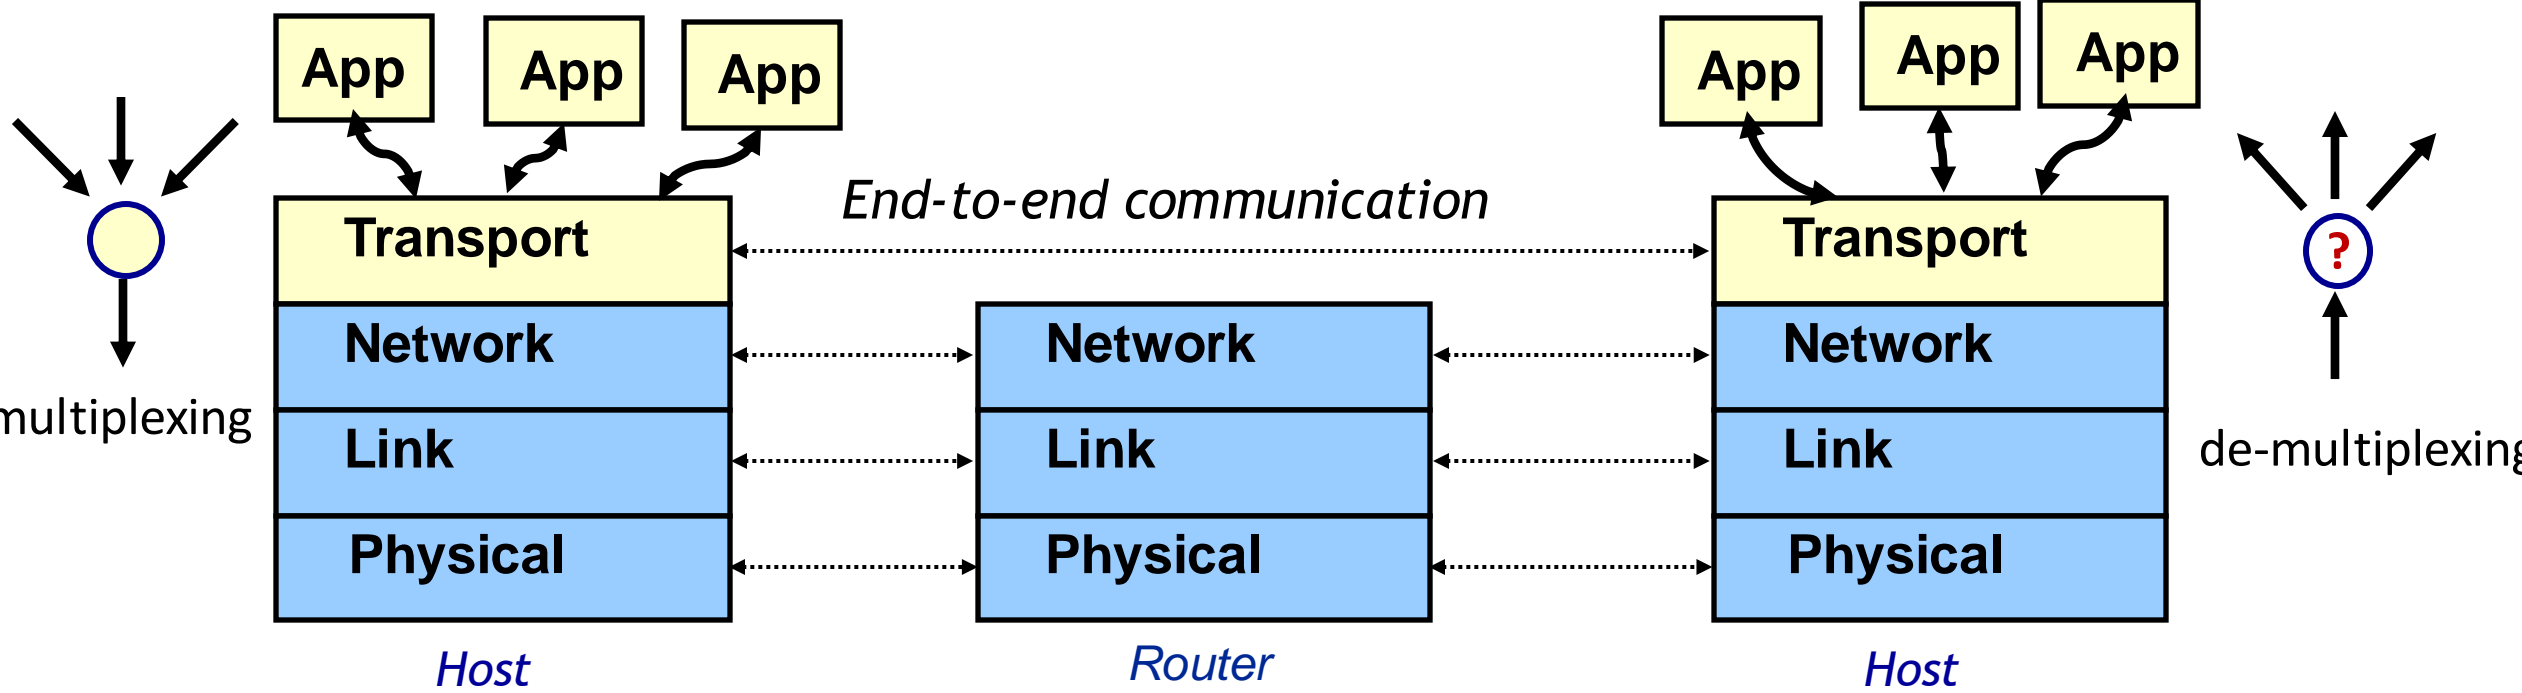 App App App App App App
End-to-end communication
Transport Transport
?
Network Network Network
multiplexing
Link Link Link
de-multiplexing
Physical Physical Physical
Host Router Host